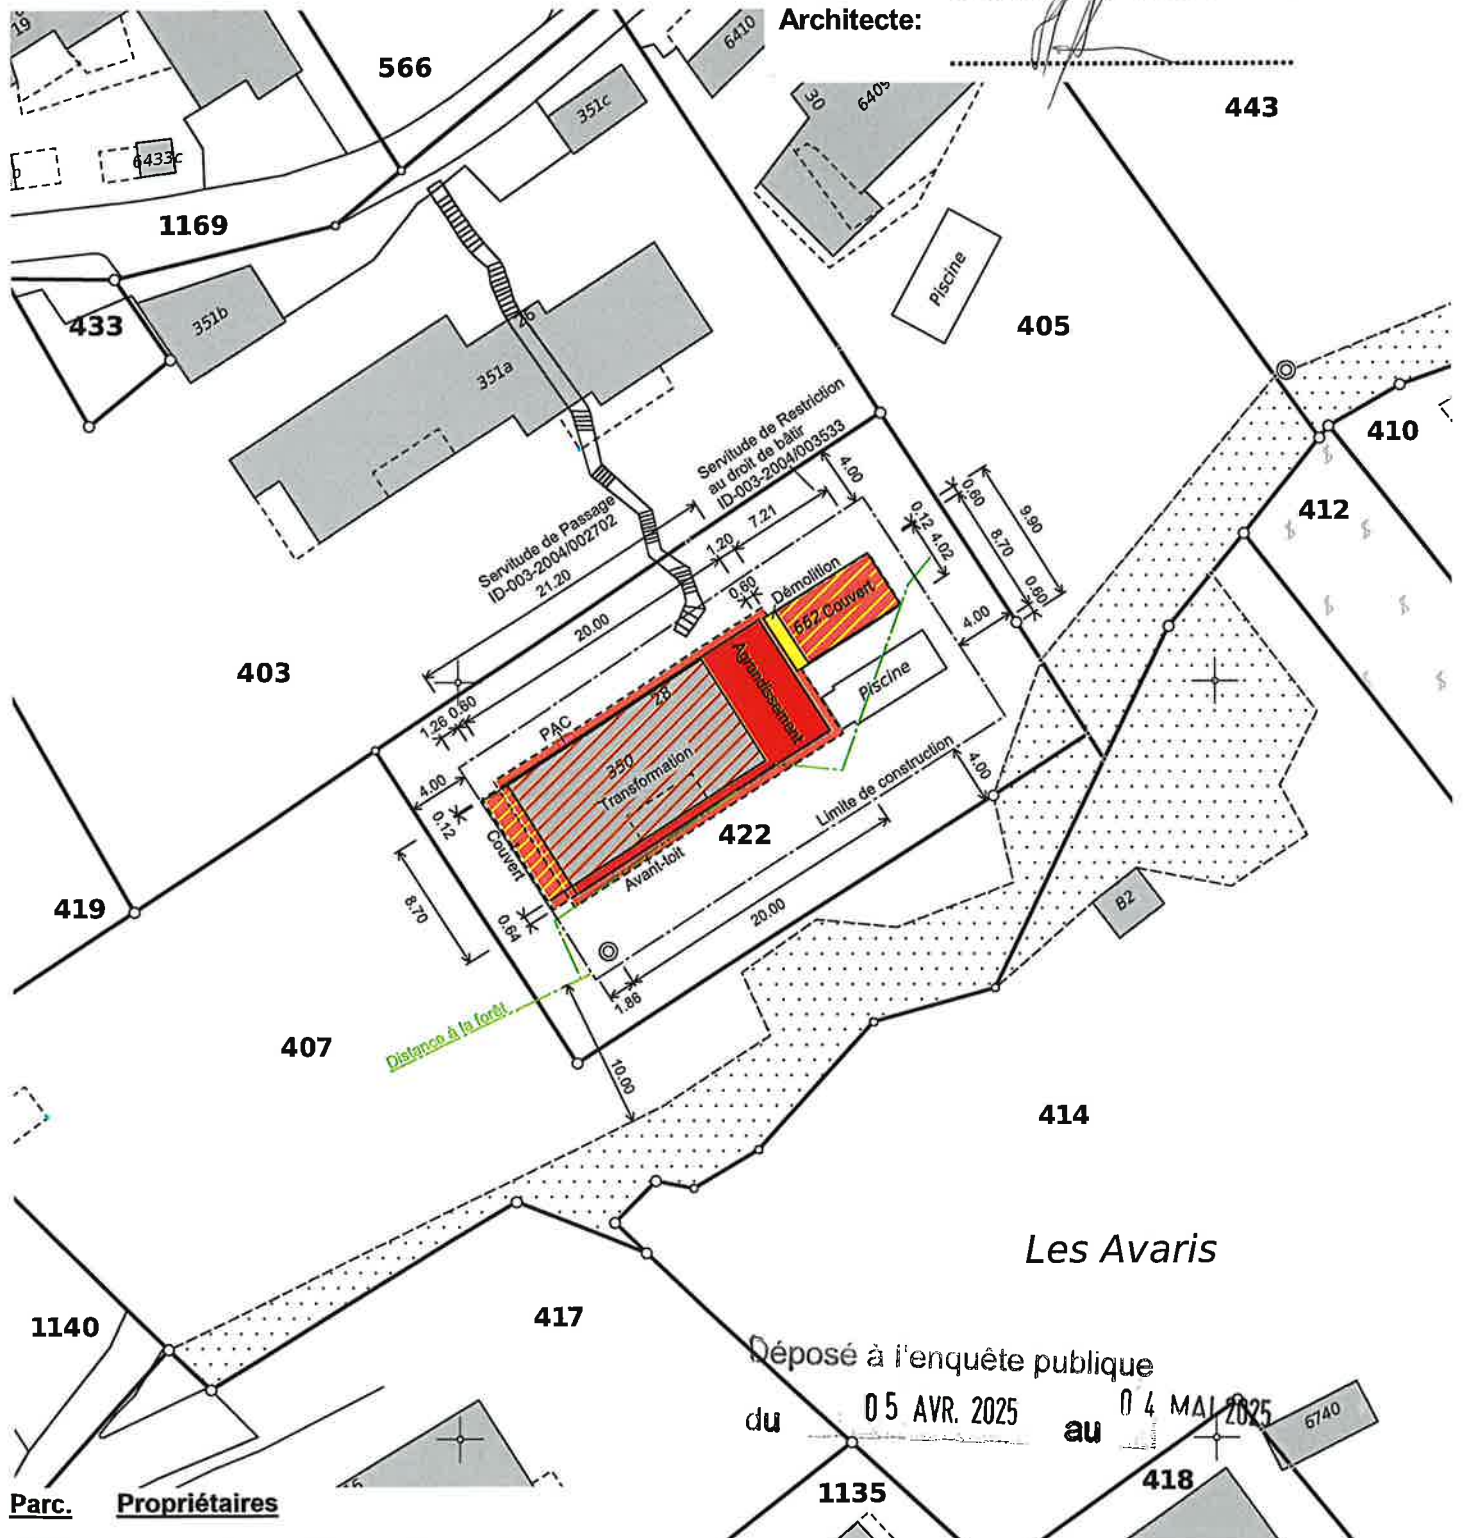 Architecte:
19
566
6410
351c
30
6409
443
6433c
1169
Piscine
433
351b
26
351a
405
410
412
Servitude de Restriction
au droit de bâtir
ID-003-2004/003533
4.00
Servitude de Passage
ID-003-2004/002702
21.20
20.00
1.20
7.21
0.60
0.12
4.02
0.60
8.70
9.90
0.60
4.00
Démolition
662 Couvert
403
1.26
0.60
PAC
28
Agrandissement
Piscine
350
Transformation
4.00
0.12
Couvert
422
Limite de construction
4.00
Avant-toit
8.70
0.64
20.00
1.86
419
B2
Distance à la forêt
10.00
407
414
Les Avaris
1140
417
Déposé à l'enquête publique
du 05 AVR. 2025 au 04 MAI 2025
6740
418
1135
Parc. Propriétaires